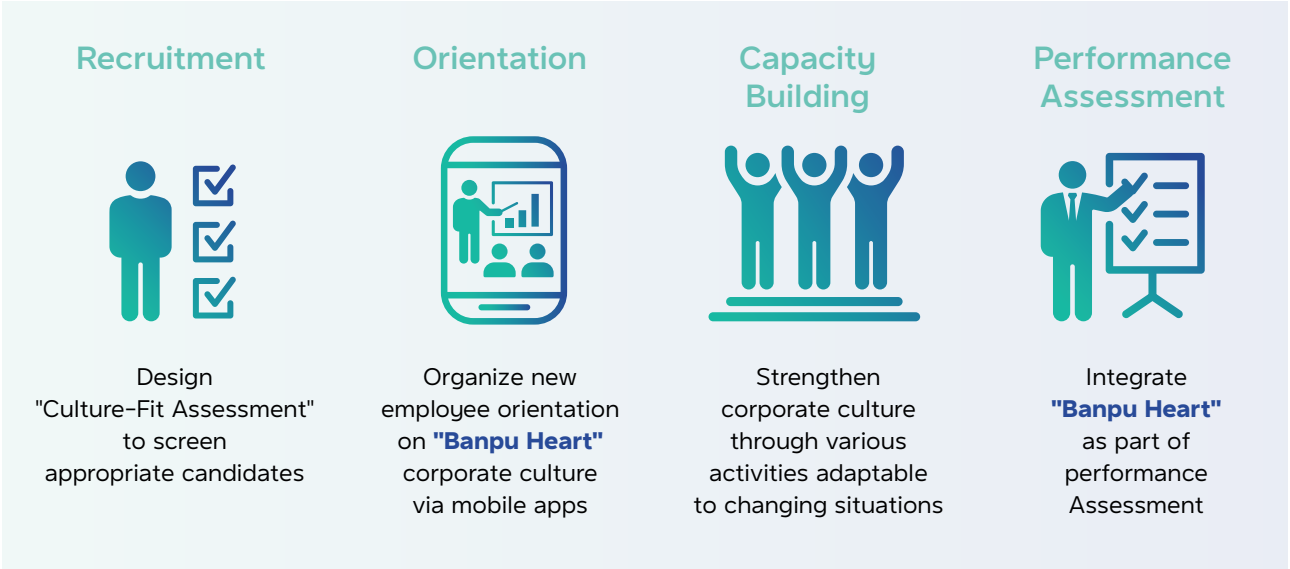 Recruitment
Design
"Culture-Fit Assessment"
to screen
appropriate candidates
Orientation
Organize new
employee orientation
on "Banpu Heart"
corporate culture
via mobile apps
Capacity
Building
Strengthen
corporate culture
through various
activities adaptable
to changing situations
Performance
Assessment
Integrate
"Banpu Heart"
as part of
performance
Assessment